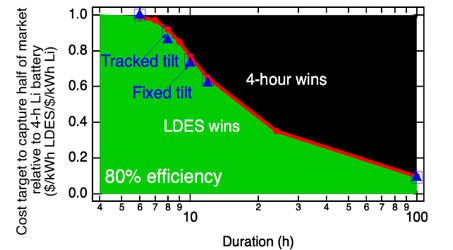 Cost target to capture half of market
relative to 4-h Li battery
($/kWh LDES/$/kWh Li)
1.0
0.8
0.6
0.4
0.2
0.0
Tracked tilt
Fixed tilt
4-hour wins
LDES wins
80% efficiency
4 5 6 7 8 9 2 3 4 5 6 7 8 9
10 100
Duration (h)